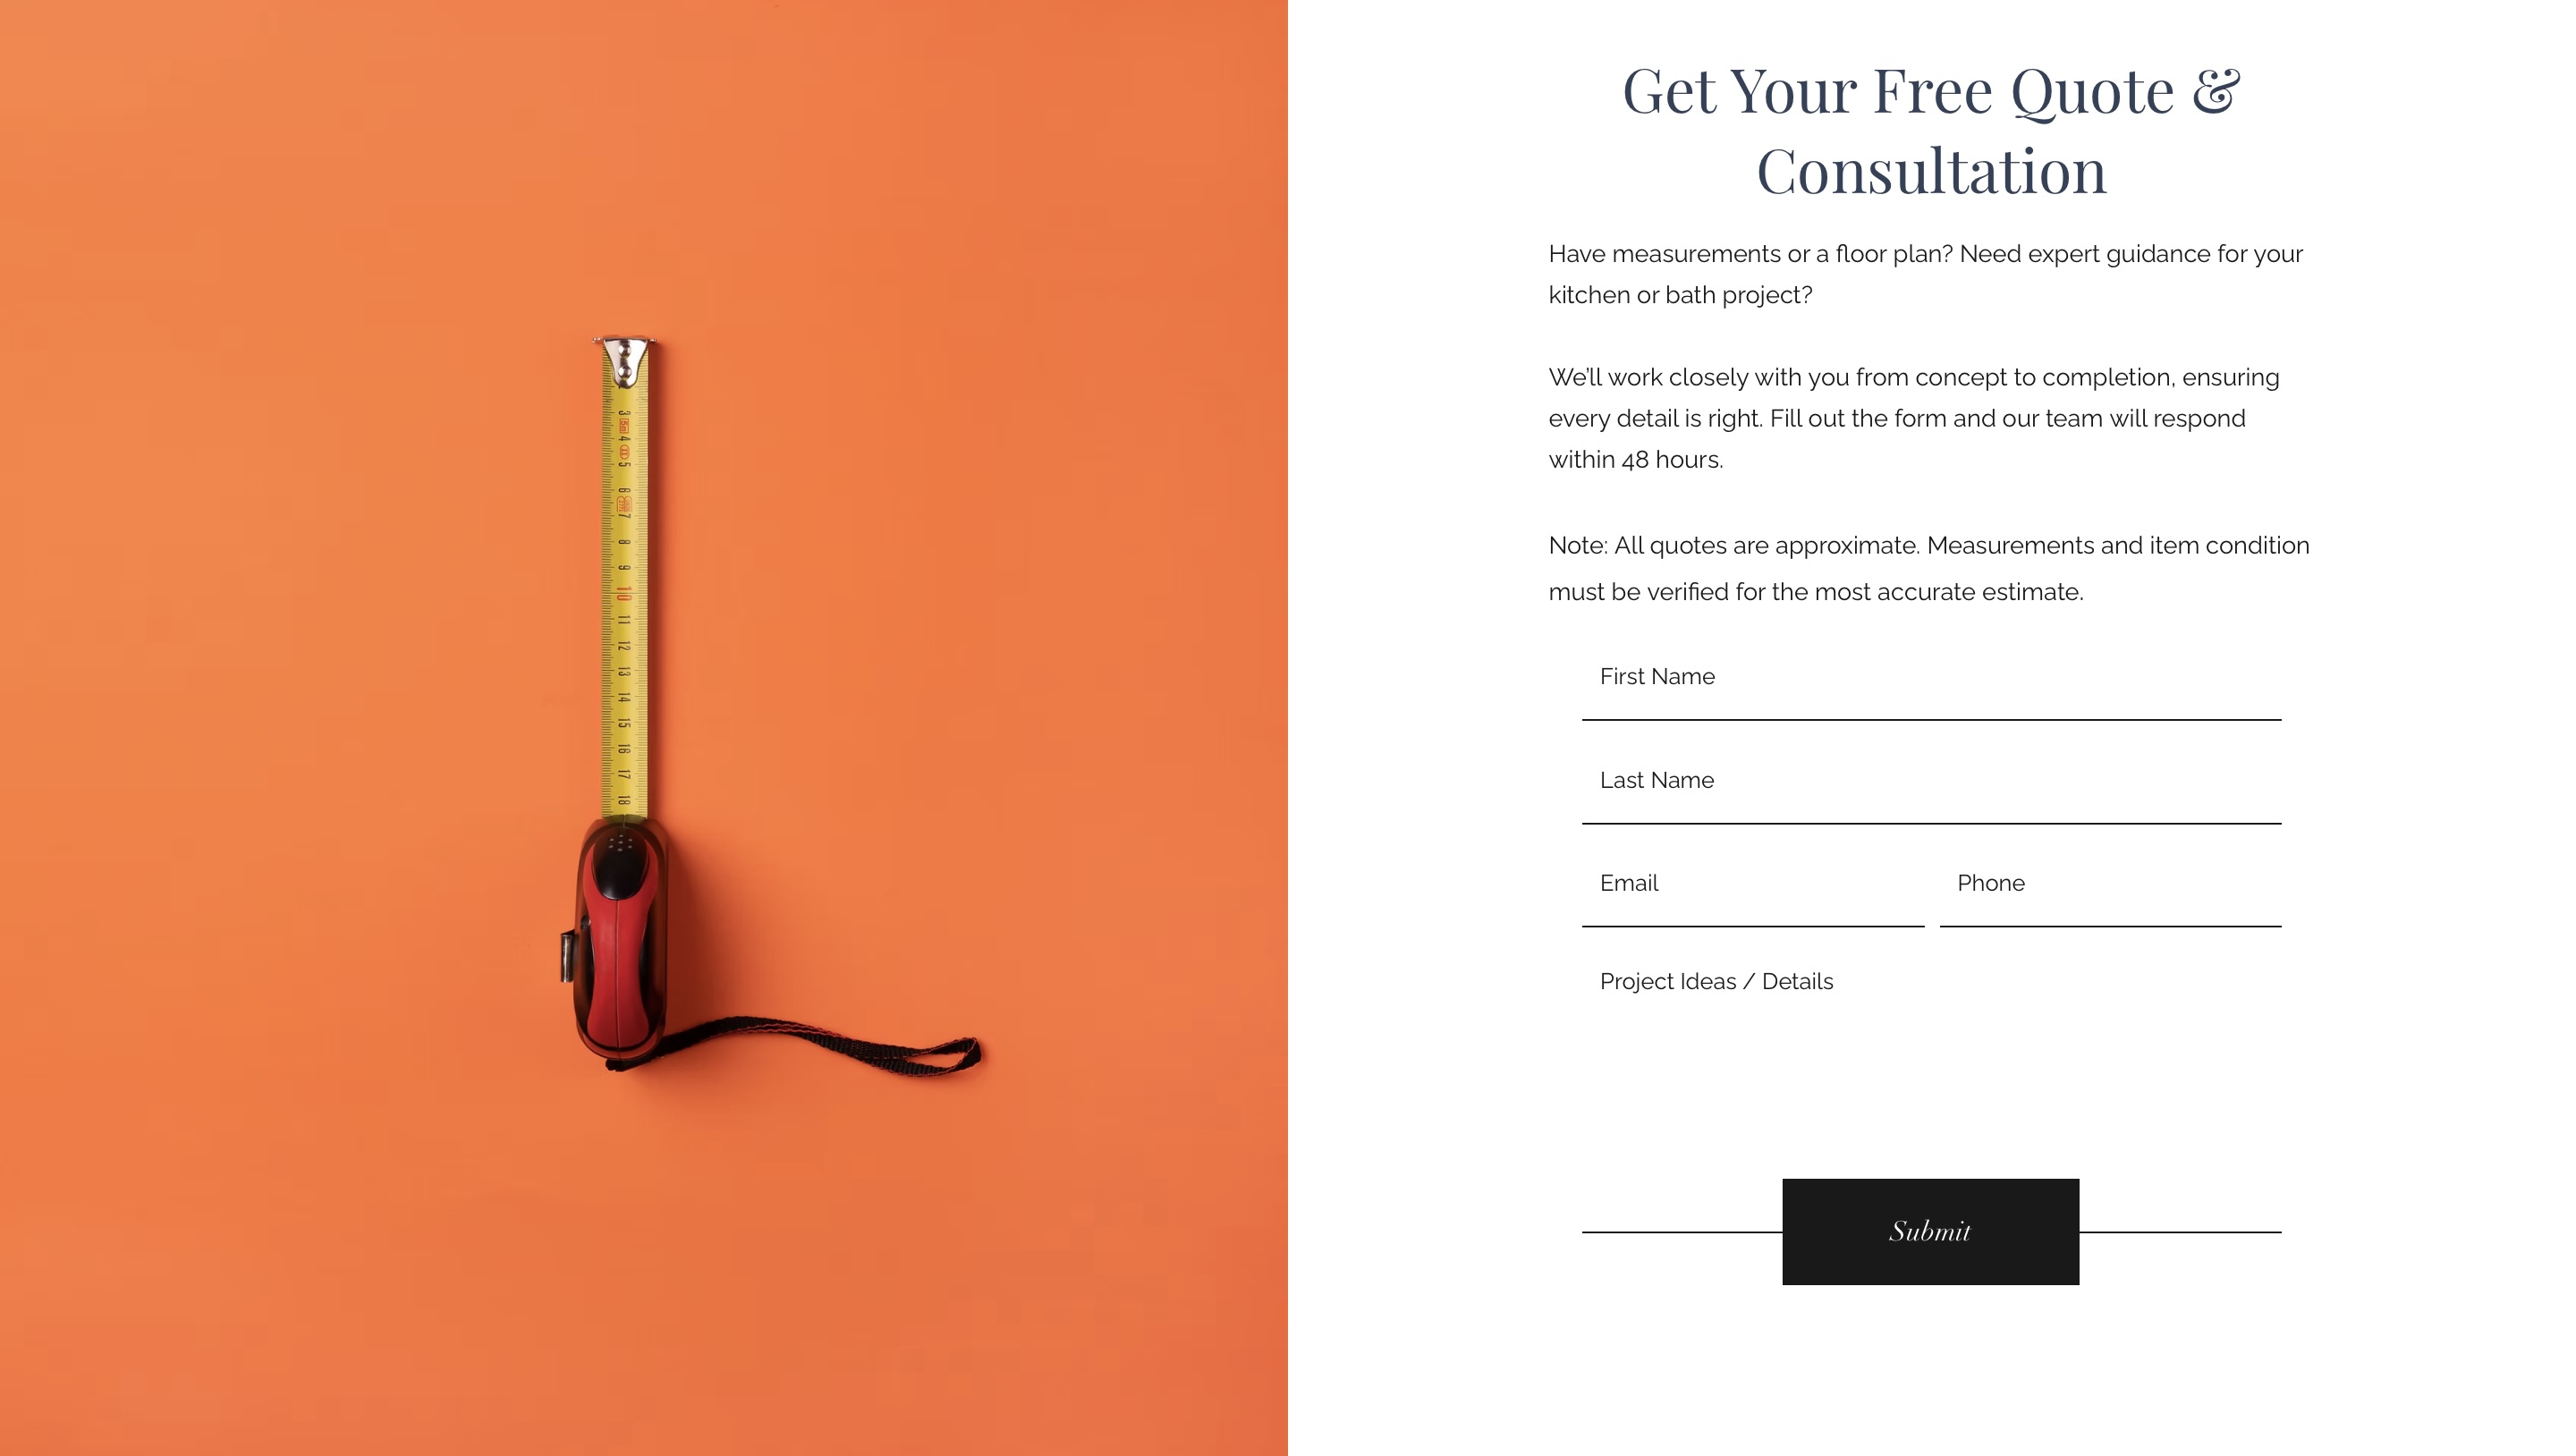 Get Your Free Quote &
Consultation
Have measurements or a floor plan? Need expert guidance for your
kitchen or bath project?
We'll work closely with you from concept to completion, ensuring
every detail is right. Fill out the form and our team will respond
within 48 hours.
Note: All quotes are approximate. Measurements and item condition
must be verified for the most accurate estimate.
First Name
Last Name
Email Phone
Project Ideas / Details
Submit
3
4
5
6
7
8
9
10
11
12
13
14
15
16
17
18